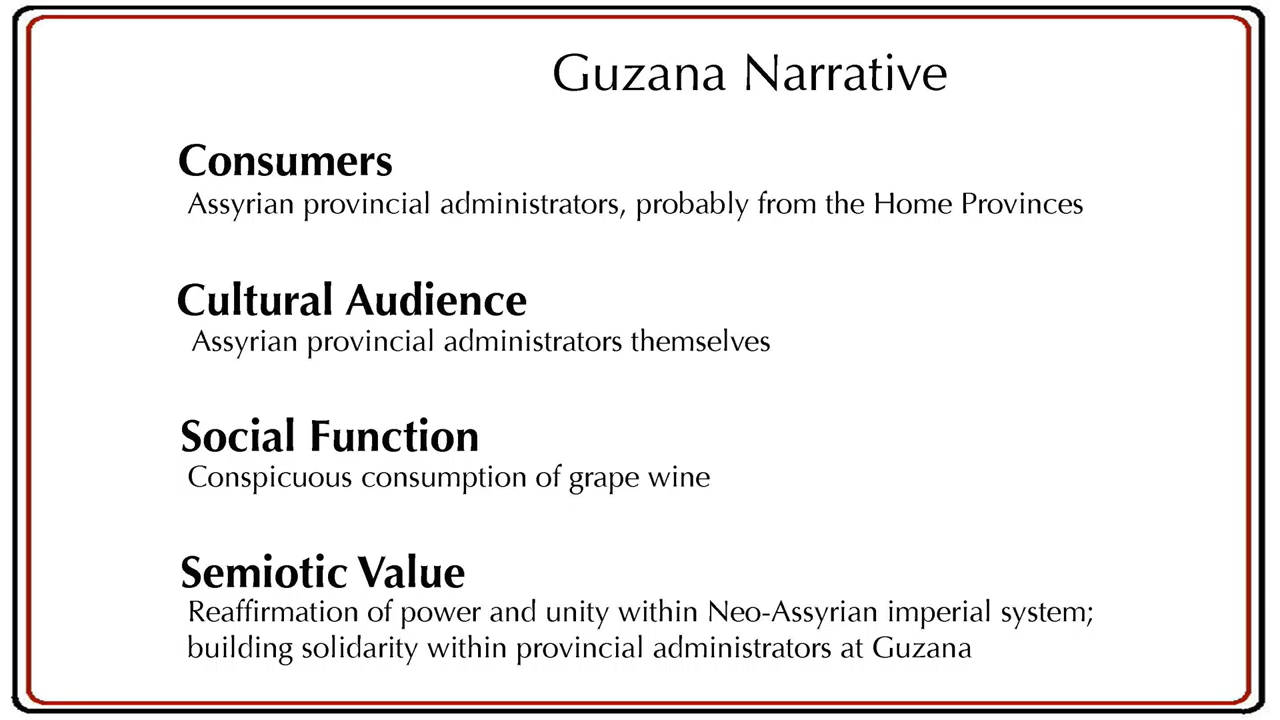 Guzana Narrative
Consumers
Assyrian provincial administrators, probably from the Home Provinces
Cultural Audience
Assyrian provincial administrators themselves
Social Function
Conspicuous consumption of grape wine
Semiotic Value
Reaffirmation of power and unity within Neo-Assyrian imperial system;
building solidarity within provincial administrators at Guzana